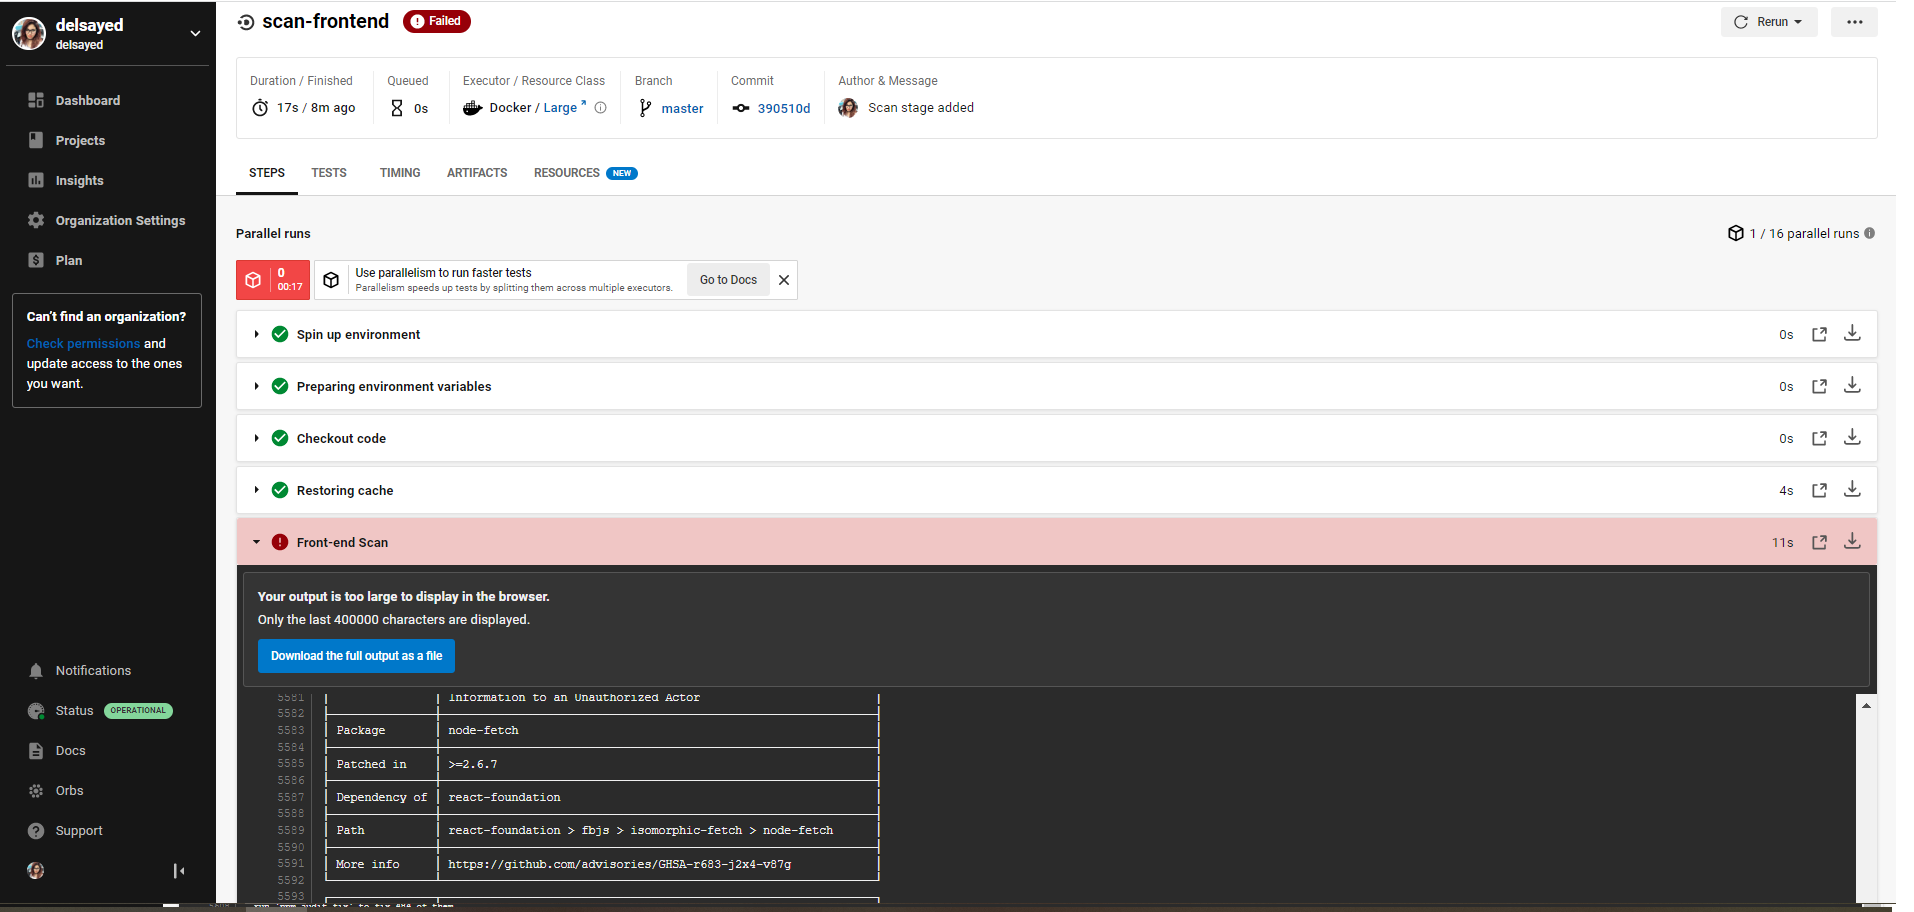 delsayed
delsayed
Dashboard
Projects
Insights
Organization Settings
Plan
Can't find an organization?
Check permissions and
update access to the ones
you want.
Notifications
Status OPERATIONAL
Docs
Orbs
Support
scan-frontend Failed
Rerun
Duration / Finished
17s / 8m ago
Queued
0s
Executor / Resource Class
Docker / Large
Branch
master
Commit
390510d
Author & Message
Scan stage added
STEPS TESTS TIMING ARTIFACTS RESOURCES NEW
Parallel runs
1 / 16 parallel runs
0
00:17
Use parallelism to run faster tests
Parallelism speeds up tests by splitting them across multiple executors.
Go to Docs
Spin up environment 0s
Preparing environment variables 0s
Checkout code 0s
Restoring cache 4s
Front-end Scan 11s
Your output is too large to display in the browser.
Only the last 400000 characters are displayed.
Download the full output as a file
5581 Information to an Unauthorized Actor
5582
5583 Package node-fetch
5584
5585 Patched in >=2.6.7
5586
5587 Dependency of react-foundation
5588
5589 Path react-foundation > fbjs > isomorphic-fetch > node-fetch
5590
5591 More info https://github.com/advisories/GHSA-r683-j2x4-v87g
5592
5593